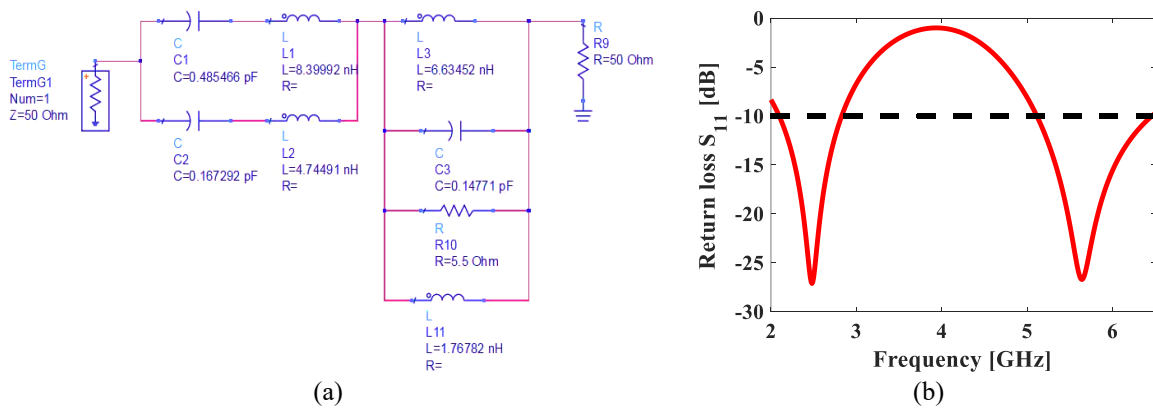 TermG
TermG1
Num=1
Z=50 Ohm
C
C1
C=0.485466 pF
L
L1
L=8.39992 nH
R=
C
C2
C=0.167292 pF
L
L2
L=4.74491 nH
R=
L
L3
L=6.63452 nH
R=
C
C3
C=0.14771 pF
R
R10
R=5.5 Ohm
L
L11
L=1.76782 nH
R=
R
R9
R=50 Ohm
(a)
Return loss S11 [dB]
0
-5
-10
-15
-20
-25
-30
2
3
4
5
6
Frequency [GHz]
(b)